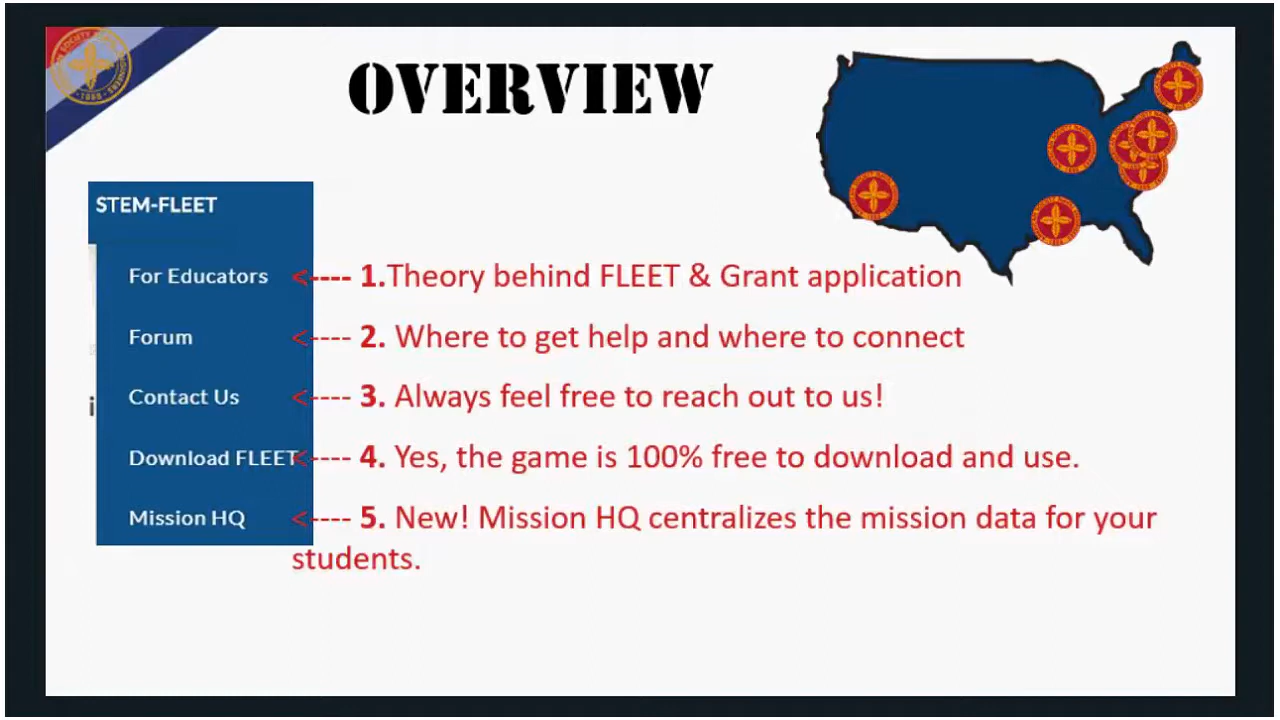 OVERVIEW
STEM-FLEET
For Educators <---- 1.Theory behind FLEET & Grant application
Forum <---- 2. Where to get help and where to connect
Contact Us <---- 3. Always feel free to reach out to us!
Download FLEET <---- 4. Yes, the game is 100% free to download and use.
Mission HQ <---- 5. New! Mission HQ centralizes the mission data for your
students.